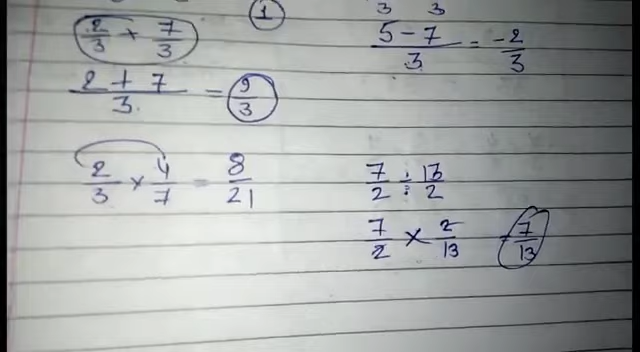 ①
2/3 + 7/3
2 + 7/3 = 9/3
2/3 × 4/7 = 8/21
3 3
5 - 7/3 = -2/3
7/2 ÷ 13/2
7/2 × 2/13 = 7/13